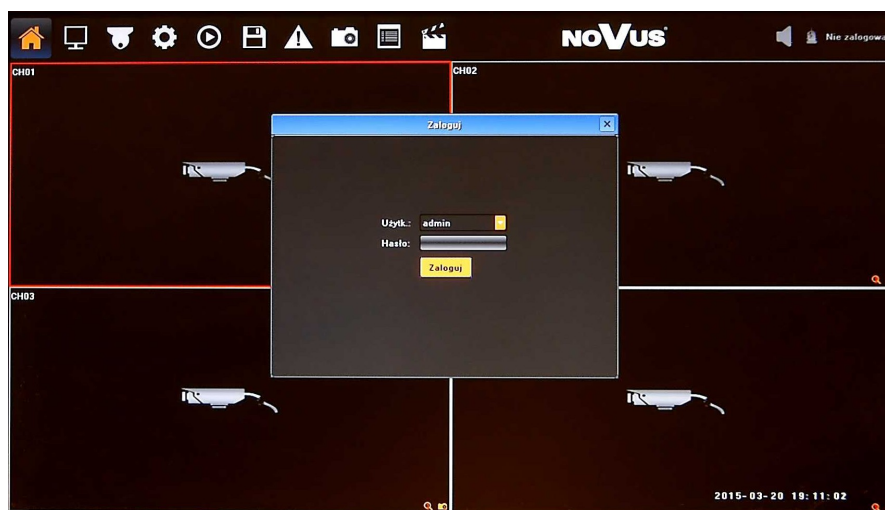 NOVUS
Nie zalogowa
CH01
CH02
Zaloguj
Użytk.: admin
Hasło:
Zaloguj
CH03
2015-03-20 19:11:02